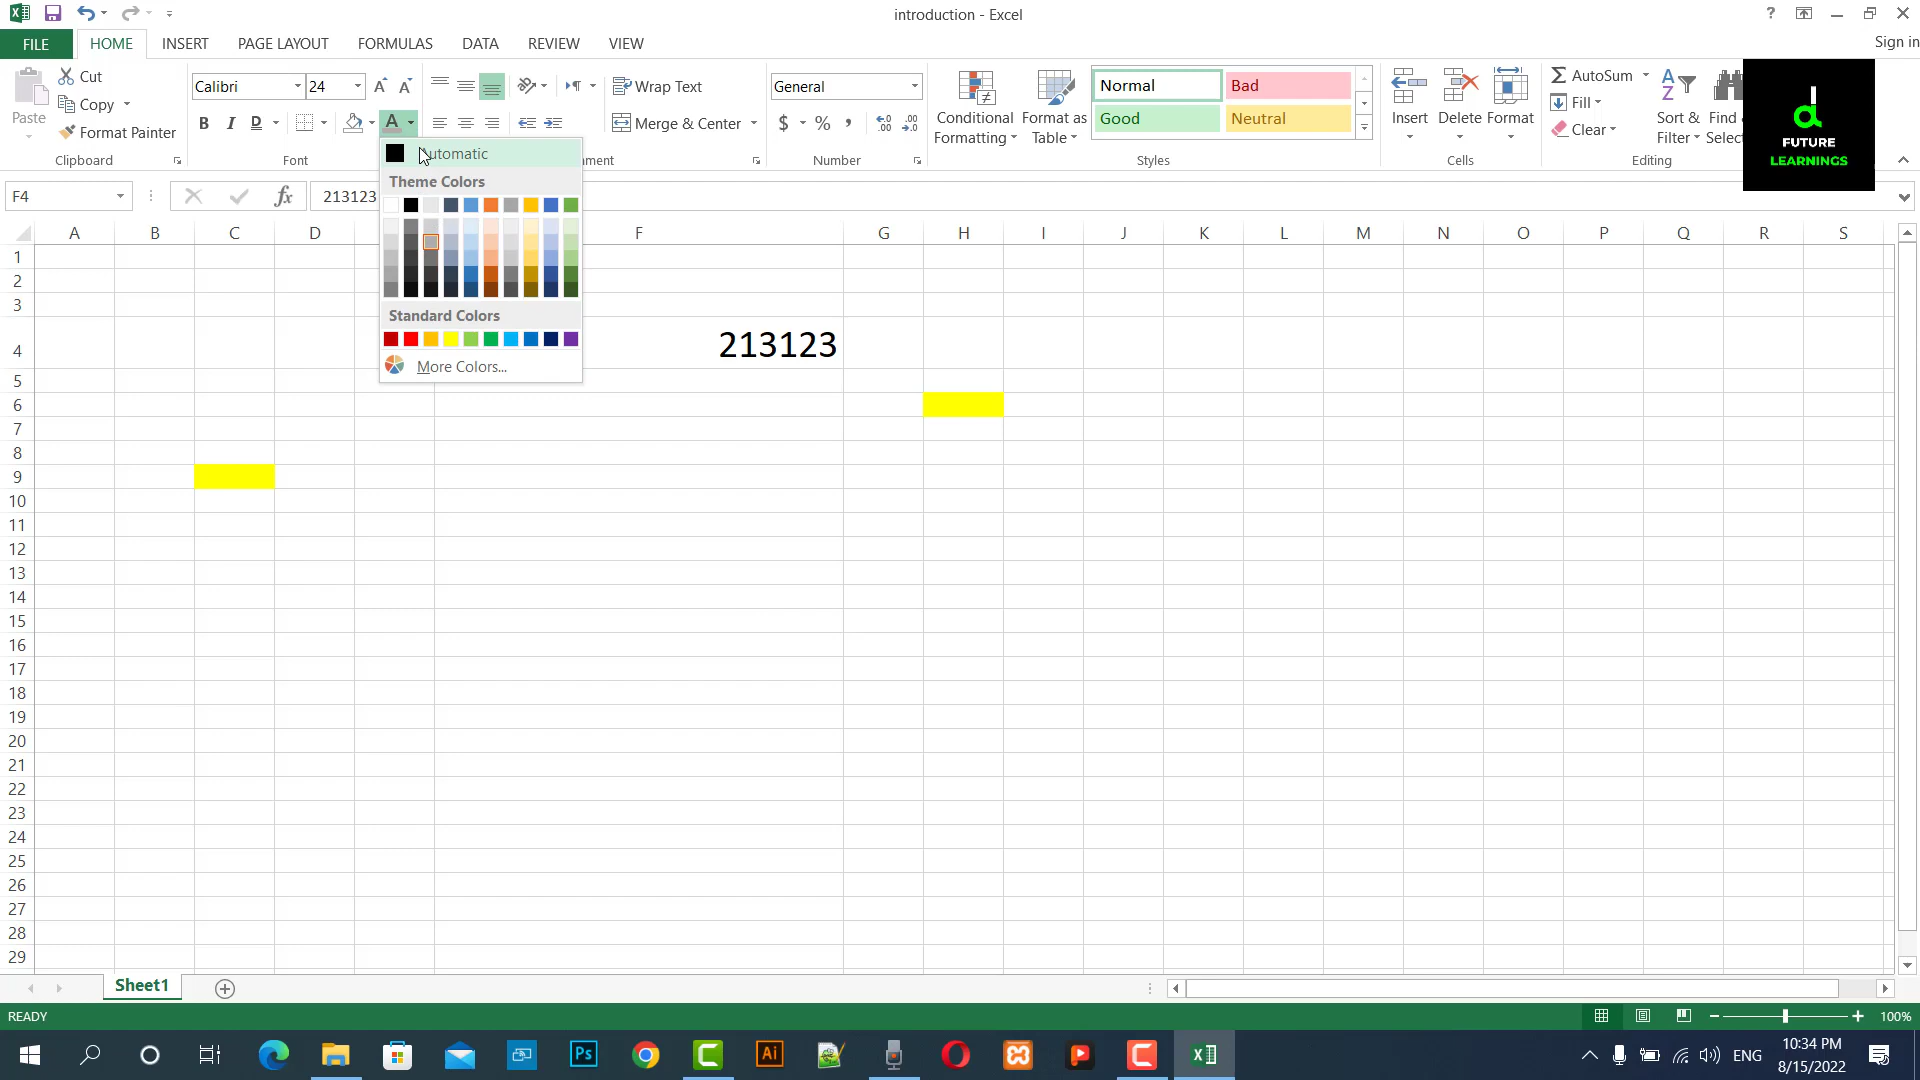 introduction - Excel
?
Sign in
FILE
HOME
INSERT
PAGE LAYOUT
FORMULAS
DATA
REVIEW
VIEW
Paste
Cut
Copy
Format Painter
Clipboard
Calibri
24
B I D
A
Font
Wrap Text
Merge & Center
General
$ % ,
Number
Conditional
Formatting
Format as
Table
Normal
Bad
Good
Neutral
Styles
Insert
Delete
Format
Cells
AutoSum
Fill
Clear
Sort &
Filter
Find
Editing
FUTURE
LEARNINGS
F4
fx
213123
Automatic
Theme Colors
Standard Colors
More Colors...
A B C D F G H I J K L M N O P Q R S
1
2
3
4
213123
5
6
7
8
9
10
11
12
13
14
15
16
17
18
19
20
21
22
23
24
25
26
27
28
29
Sheet1
READY
100%
Ps
Ai
ENG
10:34 PM
8/15/2022